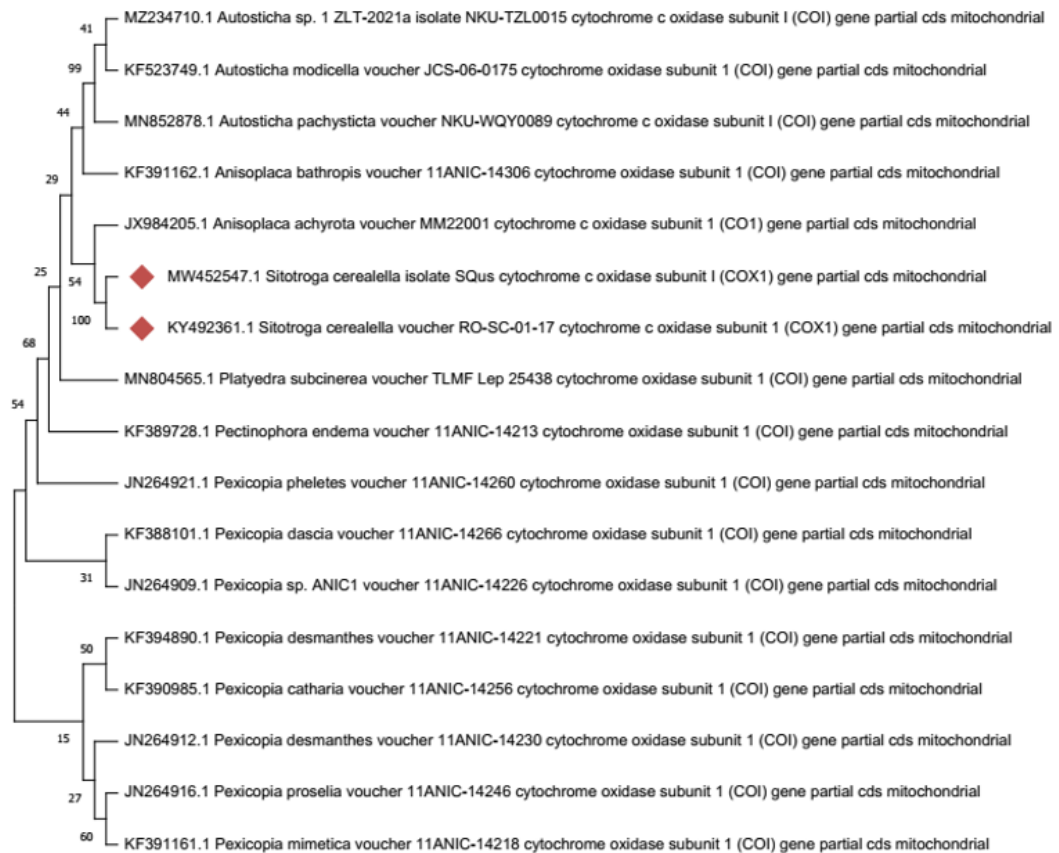 MZ234710.1 Autosticha sp. 1 ZLT-2021a isolate NKU-TZL0015 cytochrome c oxidase subunit I (COI) gene partial cds mitochondrial
41
KF523749.1 Autosticha modicella voucher JCS-06-0175 cytochrome oxidase subunit 1 (COI) gene partial cds mitochondrial
99
MN852878.1 Autosticha pachysticta voucher NKU-WQY0089 cytochrome c oxidase subunit I (COI) gene partial cds mitochondrial
44
KF391162.1 Anisoplaca bathropis voucher 11ANIC-14306 cytochrome oxidase subunit 1 (COI) gene partial cds mitochondrial
29
JX984205.1 Anisoplaca achyrota voucher MM22001 cytochrome c oxidase subunit 1 (CO1) gene partial cds mitochondrial
25
54
MW452547.1 Sitotroga cerealella isolate SQus cytochrome c oxidase subunit I (COX1) gene partial cds mitochondrial
100
KY492361.1 Sitotroga cerealella voucher RO-SC-01-17 cytochrome c oxidase subunit 1 (COX1) gene partial cds mitochondrial
68
MN804565.1 Platyedra subcinerea voucher TLMF Lep 25438 cytochrome oxidase subunit 1 (COI) gene partial cds mitochondrial
54
KF389728.1 Pectinophora endema voucher 11ANIC-14213 cytochrome oxidase subunit 1 (COI) gene partial cds mitochondrial
JN264921.1 Pexicopia pheletes voucher 11ANIC-14260 cytochrome oxidase subunit 1 (COI) gene partial cds mitochondrial
KF388101.1 Pexicopia dascia voucher 11ANIC-14266 cytochrome oxidase subunit 1 (COI) gene partial cds mitochondrial
31
JN264909.1 Pexicopia sp. ANIC1 voucher 11ANIC-14226 cytochrome oxidase subunit 1 (COI) gene partial cds mitochondrial
KF394890.1 Pexicopia desmanthes voucher 11ANIC-14221 cytochrome oxidase subunit 1 (COI) gene partial cds mitochondrial
50
KF390985.1 Pexicopia catharia voucher 11ANIC-14256 cytochrome oxidase subunit 1 (COI) gene partial cds mitochondrial
15
JN264912.1 Pexicopia desmanthes voucher 11ANIC-14230 cytochrome oxidase subunit 1 (COI) gene partial cds mitochondrial
27
JN264916.1 Pexicopia proselia voucher 11ANIC-14246 cytochrome oxidase subunit 1 (COI) gene partial cds mitochondrial
60
KF391161.1 Pexicopia mimetica voucher 11ANIC-14218 cytochrome oxidase subunit 1 (COI) gene partial cds mitochondrial